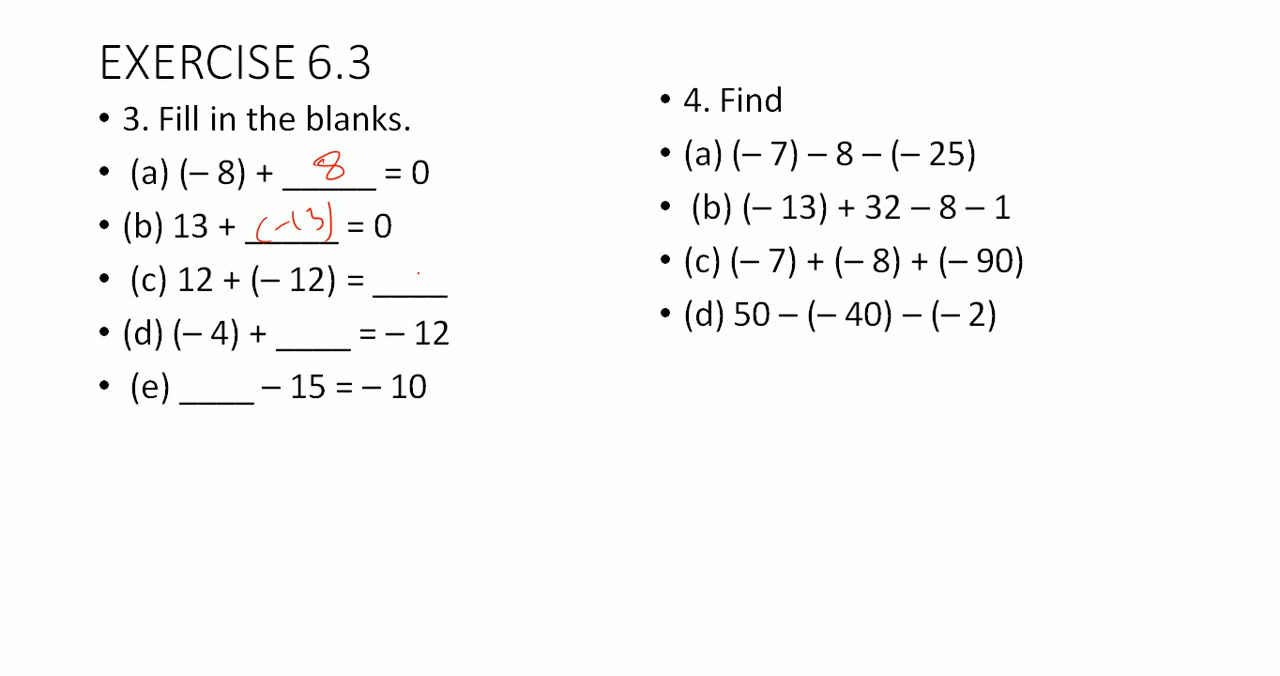 EXERCISE 6.3
• 3. Fill in the blanks.
• (a) (– 8) + __8__ = 0
• (b) 13 + _(-13)_ = 0
• (c) 12 + (– 12) = ____
• (d) (– 4) + ____ = – 12
• (e) ____ – 15 = – 10
• 4. Find
• (a) (– 7) – 8 – (– 25)
• (b) (– 13) + 32 – 8 – 1
• (c) (– 7) + (– 8) + (– 90)
• (d) 50 – (– 40) – (– 2)